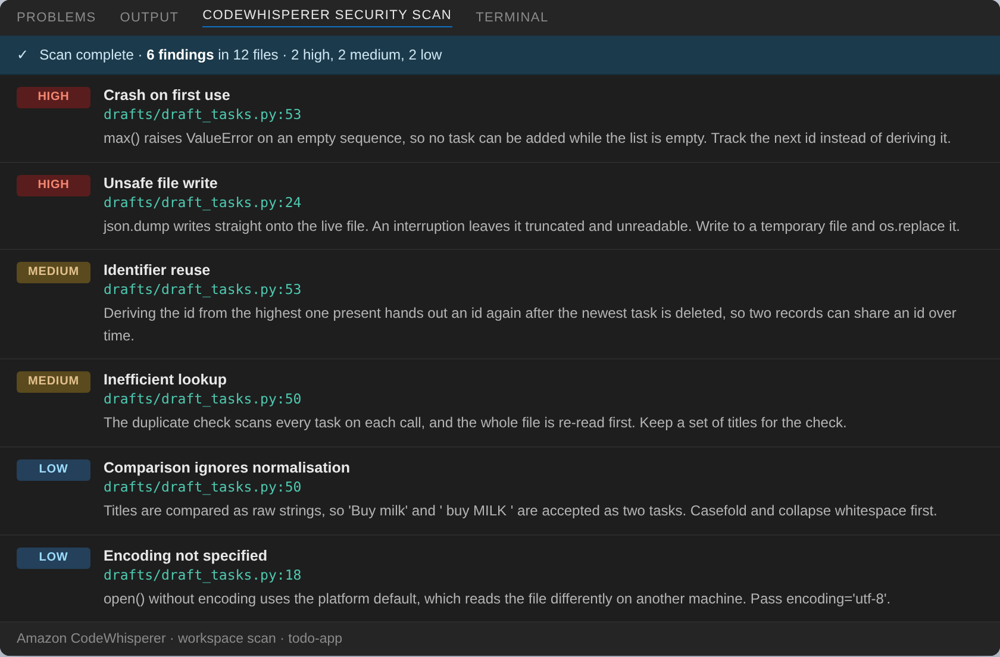 PROBLEMS OUTPUT CODEWHISPERER SECURITY SCAN TERMINAL
✓ Scan complete · 6 findings in 12 files · 2 high, 2 medium, 2 low
HIGH Crash on first use
drafts/draft_tasks.py:53
max() raises ValueError on an empty sequence, so no task can be added while the list is empty. Track the next id instead of deriving it.
HIGH Unsafe file write
drafts/draft_tasks.py:24
json.dump writes straight onto the live file. An interruption leaves it truncated and unreadable. Write to a temporary file and os.replace it.
MEDIUM Identifier reuse
drafts/draft_tasks.py:53
Deriving the id from the highest one present hands out an id again after the newest task is deleted, so two records can share an id over
time.
MEDIUM Inefficient lookup
drafts/draft_tasks.py:50
The duplicate check scans every task on each call, and the whole file is re-read first. Keep a set of titles for the check.
LOW Comparison ignores normalisation
drafts/draft_tasks.py:50
Titles are compared as raw strings, so 'Buy milk' and ' buy MILK ' are accepted as two tasks. Casefold and collapse whitespace first.
LOW Encoding not specified
drafts/draft_tasks.py:18
open() without encoding uses the platform default, which reads the file differently on another machine. Pass encoding='utf-8'.
Amazon CodeWhisperer · workspace scan · todo-app